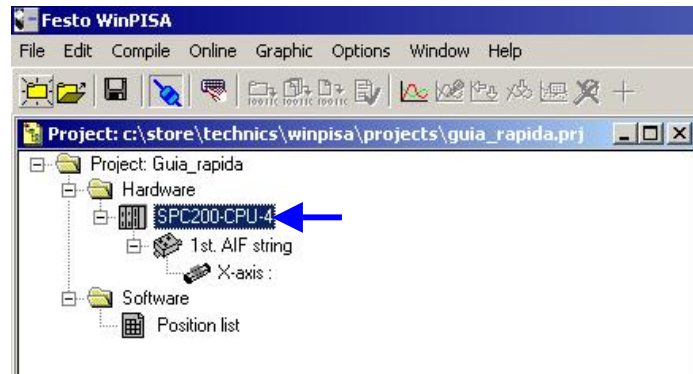 Festo WinPISA
File Edit Compile Online Graphic Options Window Help
Project: c:\store\technics\winpisa\projects\guia_rapida.prj
Project: Guia_rapida
Hardware
SPC200-CPU-4
1st. AIF string
X-axis :
Software
Position list